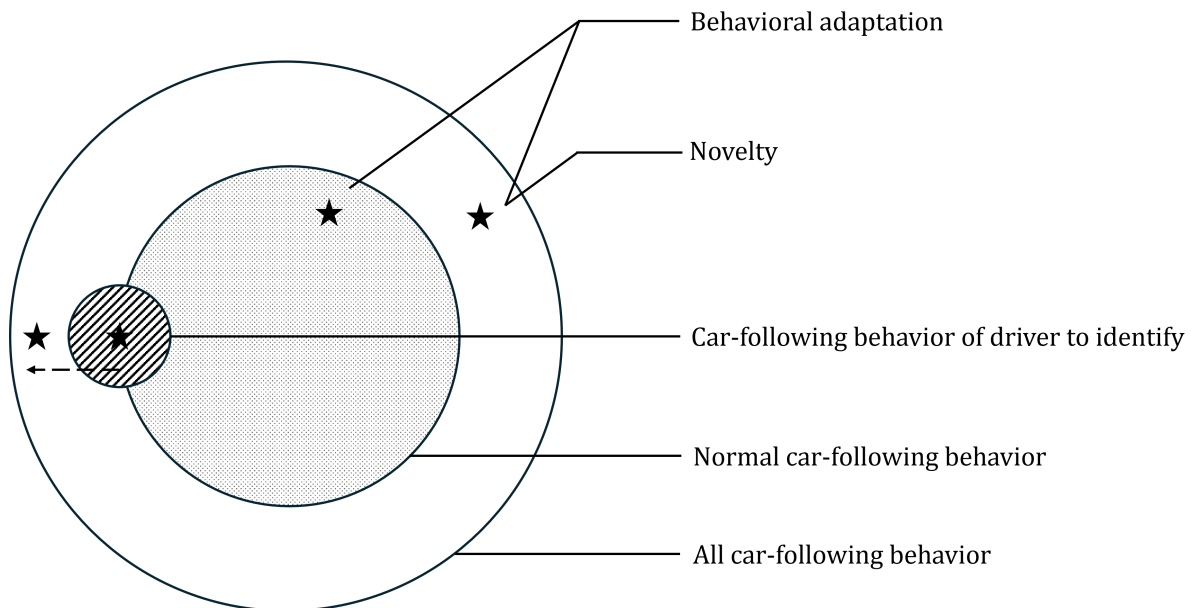 Behavioral adaptation
Novelty
Car-following behavior of driver to identify
Normal car-following behavior
All car-following behavior